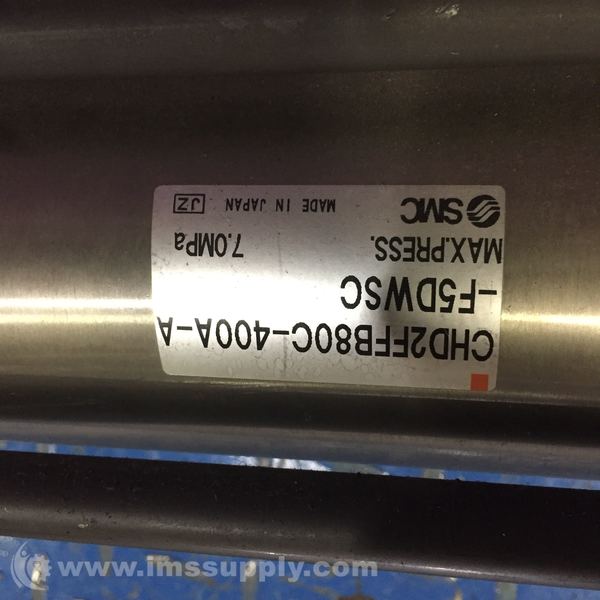 CHD2FFB80C-400A-A
-F5DWSC
MAX.PRESS. 7.0MPa
SMC MADE IN JAPAN JZ
www.imssupply.com